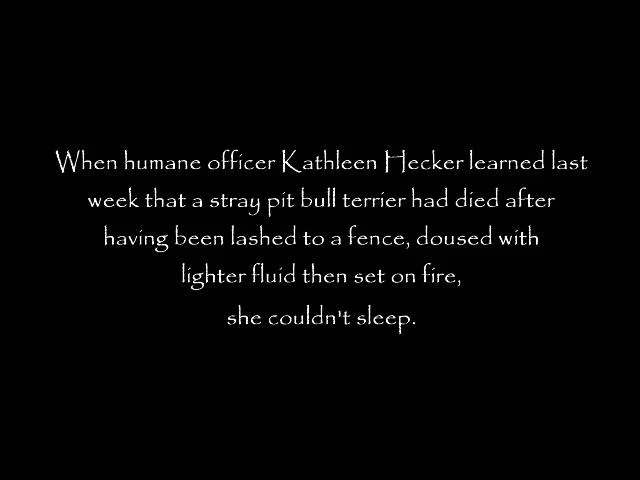 When humane officer Kathleen Hecker learned last
week that a stray pit bull terrier had died after
having been lashed to a fence, doused with
lighter fluid then set on fire,
she couldn't sleep.